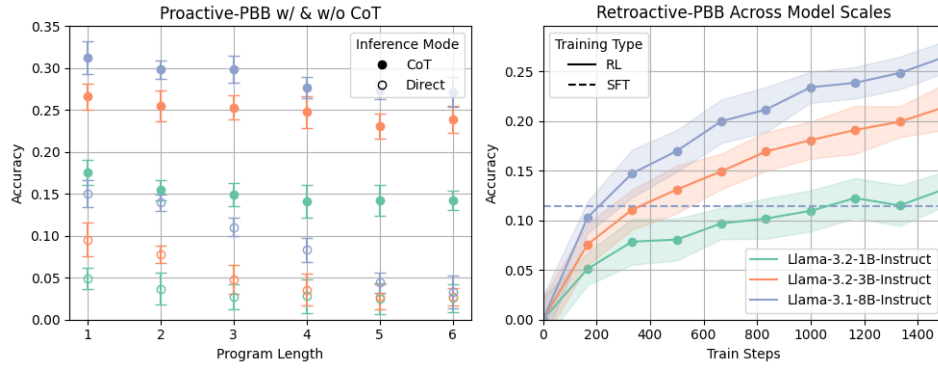 Proactive-PBB w/ & w/o CoT
Accuracy
0.35
0.30
0.25
0.20
0.15
0.10
0.05
0.00
Inference Mode
CoT
Direct
1 2 3 4 5 6
Program Length
Retroactive-PBB Across Model Scales
Accuracy
0.25
0.20
0.15
0.10
0.05
0.00
Training Type
RL
SFT
Llama-3.2-1B-Instruct
Llama-3.2-3B-Instruct
Llama-3.1-8B-Instruct
0 200 400 600 800 1000 1200 1400
Train Steps